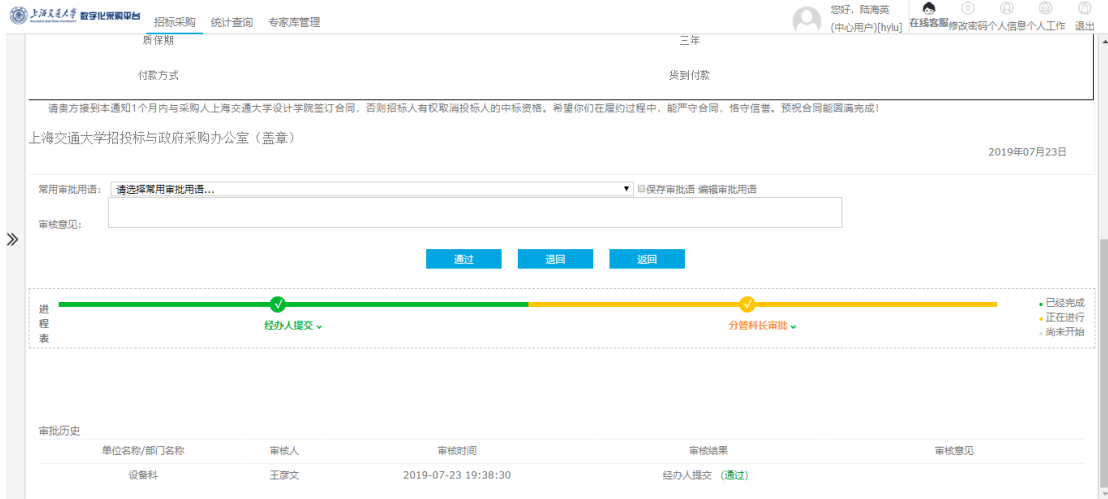 上海交通大学 数字化采购平台 招标采购 统计查询 专家库管理 您好，陆海英 (中心用户)[hylu] 在线客服 修改密码 个人信息 个人工作 退出
质保期 三年
付款方式 货到付款
请贵方接到本通知1个月内与采购人上海交通大学设计学院签订合同，否则招标人有权取消投标人的中标资格。希望你们在履约过程中，能严守合同，恪守信誉。预祝合同能圆满完成！
上海交通大学招投标与政府采购办公室（盖章）
2019年07月23日
常用审批用语： 请选择常用审批用语... 保存审批语 编辑审批用语
审核意见：
通过 退回 返回
进程表
经办人提交 分管科长审批
已经完成
正在进行
尚未开始
审批历史
单位名称/部门名称 审核人 审核时间 审核结果 审核意见
设备科 王彦文 2019-07-23 19:38:30 经办人提交 （通过）